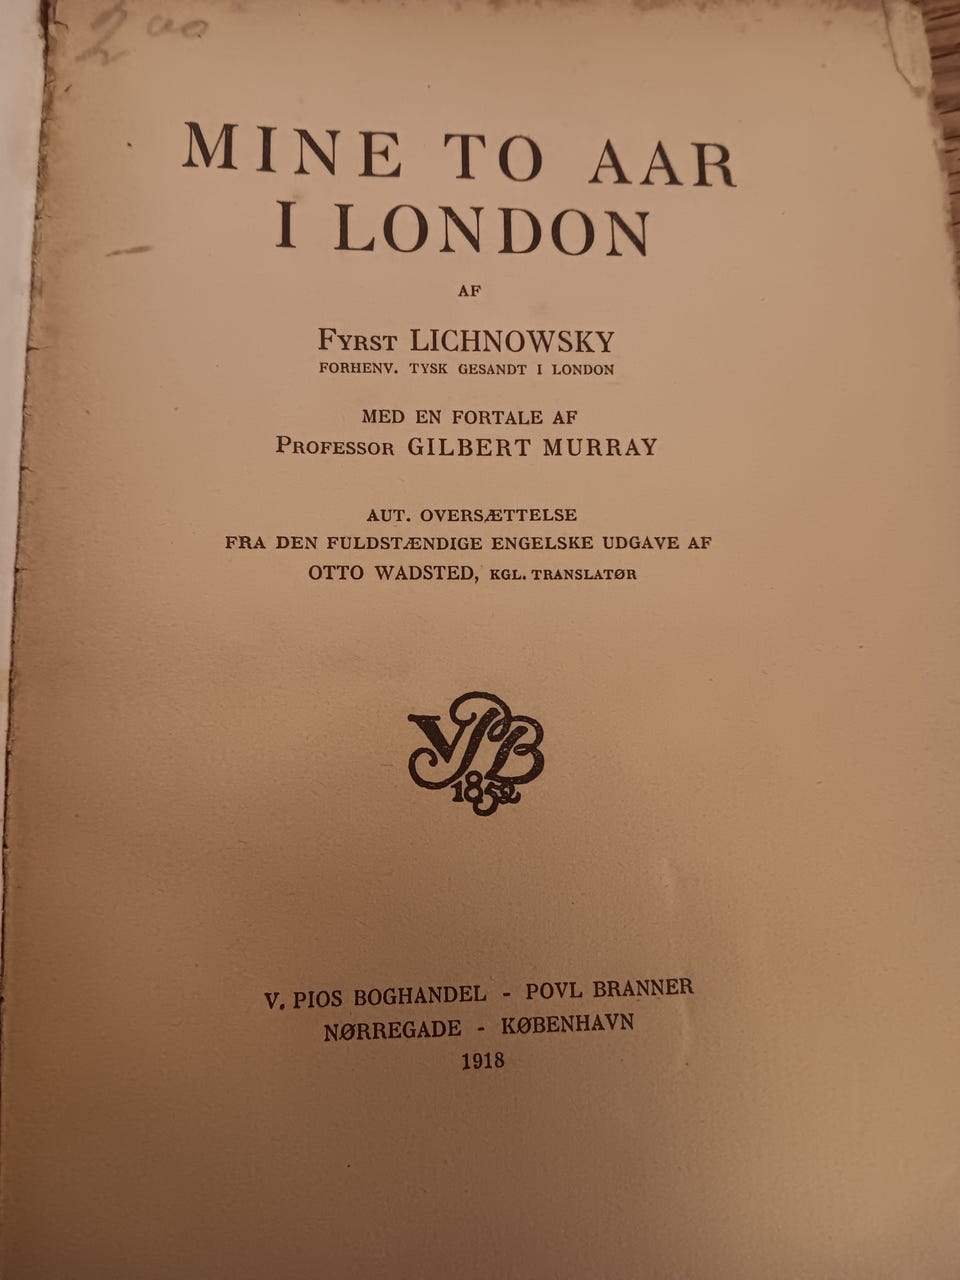 2 00
MINE TO AAR
I LONDON
AF
FYRST LICHNOWSKY
FORHENV. TYSK GESANDT I LONDON
MED EN FORTALE AF
PROFESSOR GILBERT MURRAY
AUT. OVERSÆTTELSE
FRA DEN FULDSTÆNDIGE ENGELSKE UDGAVE AF
OTTO WADSTED, KGL. TRANSLATØR
VPB
1852
V. PIOS BOGHANDEL - POVL BRANNER
NØRREGADE - KØBENHAVN
1918